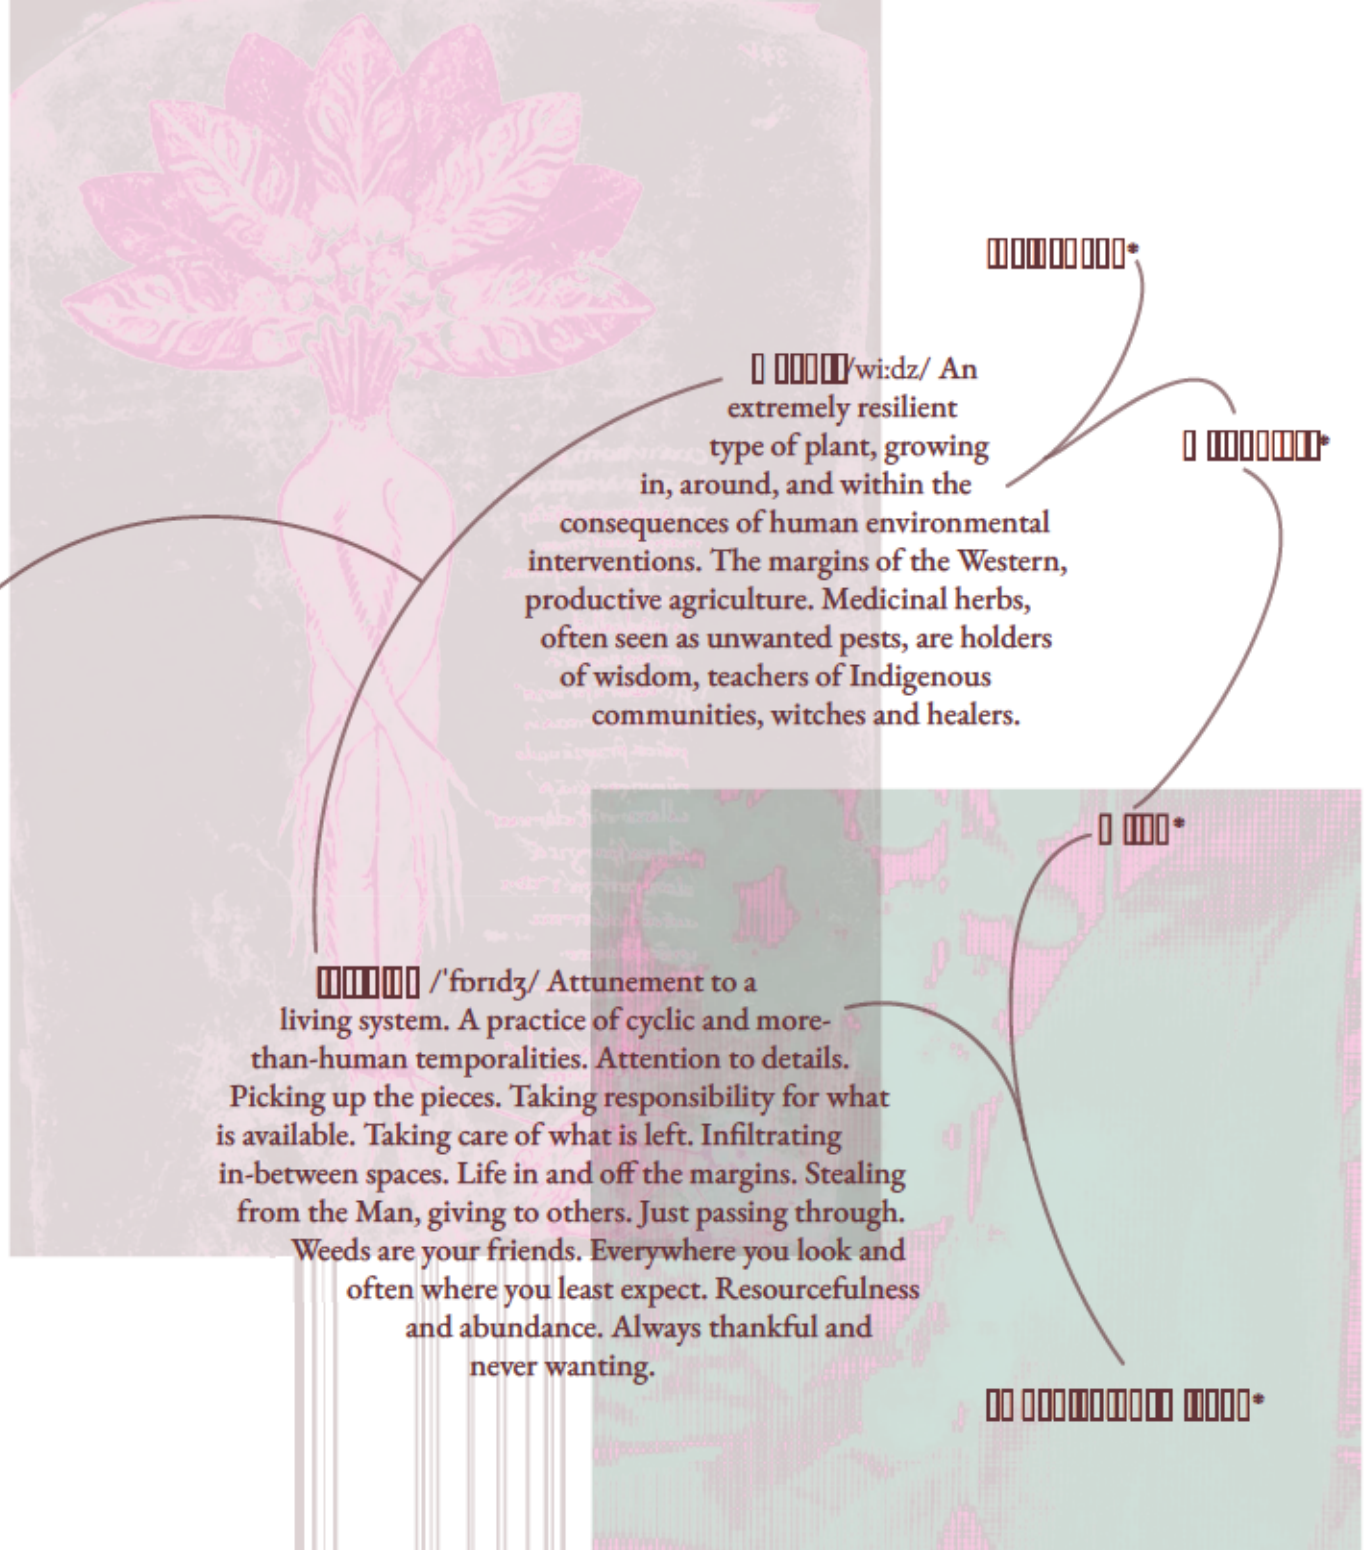 /wi:dz/ An
extremely resilient
type of plant, growing
in, around, and within the
consequences of human environmental
interventions. The margins of the Western,
productive agriculture. Medicinal herbs,
often seen as unwanted pests, are holders
of wisdom, teachers of Indigenous
communities, witches and healers.
/ˈfɒrɪdʒ/ Attunement to a
living system. A practice of cyclic and more-
than-human temporalities. Attention to details.
Picking up the pieces. Taking responsibility for what
is available. Taking care of what is left. Infiltrating
in-between spaces. Life in and off the margins. Stealing
from the Man, giving to others. Just passing through.
Weeds are your friends. Everywhere you look and
often where you least expect. Resourcefulness
and abundance. Always thankful and
never wanting.